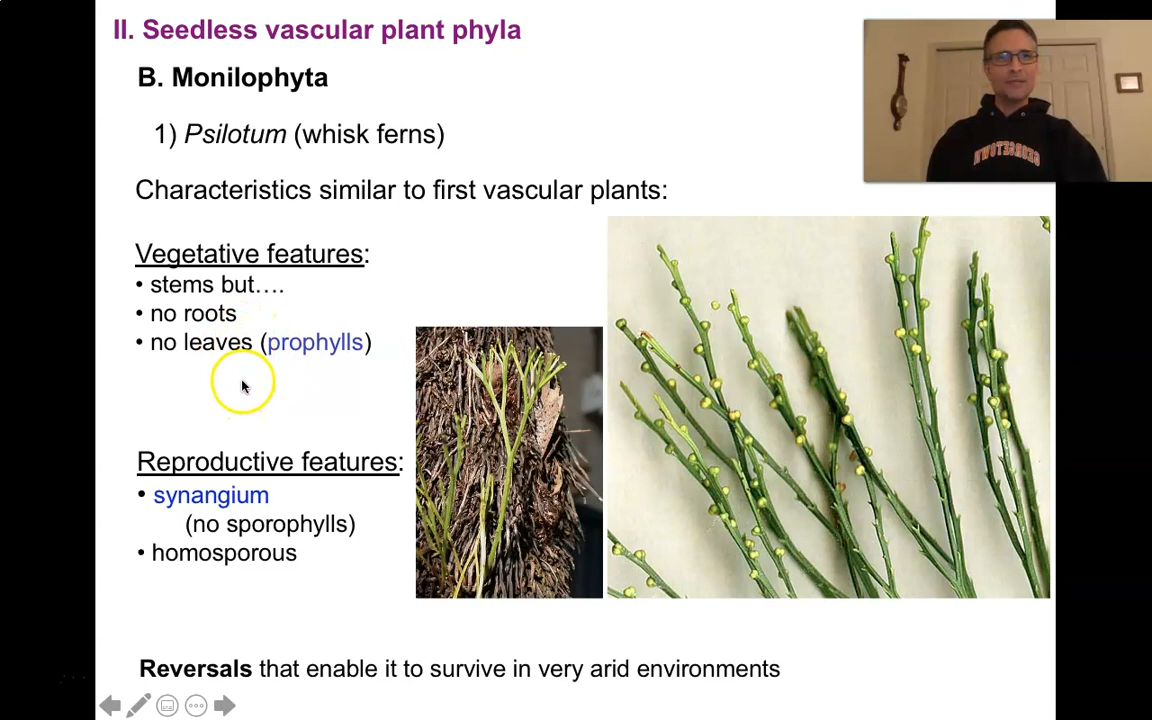 II. Seedless vascular plant phyla
B. Monilophyta
1) Psilotum (whisk ferns)
GEORGETOWN
Characteristics similar to first vascular plants:
Vegetative features:
• stems but….
• no roots
• no leaves (prophylls)
Reproductive features:
• synangium
(no sporophylls)
• homosporous
Reversals that enable it to survive in very arid environments